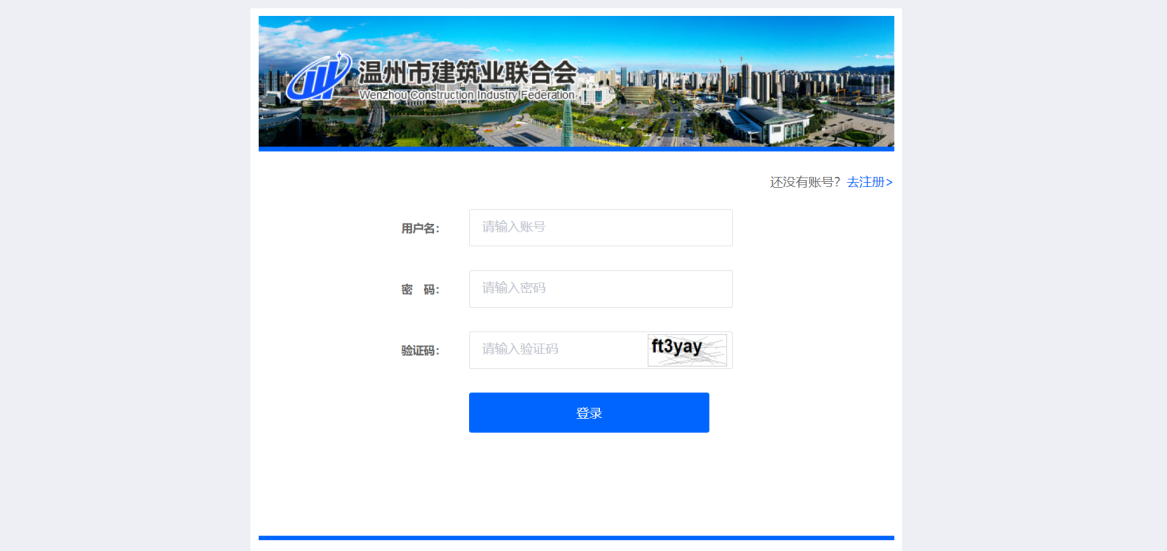 温州市建筑业联合会
Wenzhou Construction Industry Federation
还没有账号？去注册>
用户名： 请输入账号
密 码： 请输入密码
验证码： 请输入验证码 ft3yay
登录